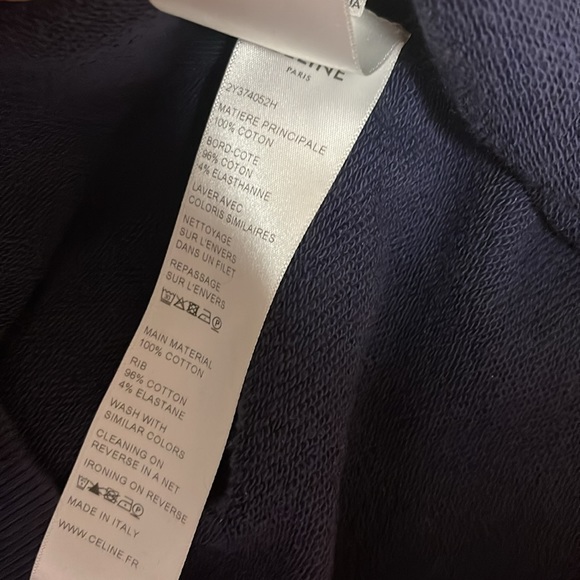 PARIS
2Y374052H
MATIERE PRINCIPALE
100% COTON
BORD-COTE
96% COTON
4% ELASTHANNE
LAVER AVEC
COLORIS SIMILAIRES
NETTOYAGE
SUR L'ENVERS
DANS UN FILET
REPASSAGE
SUR L'ENVERS
MAIN MATERIAL
100% COTTON
RIB
96% COTTON
4% ELASTANE
WASH WITH
SIMILAR COLORS
CLEANING ON
REVERSE IN A NET
IRONING ON REVERSE
MADE IN ITALY
WWW.CELINE.FR